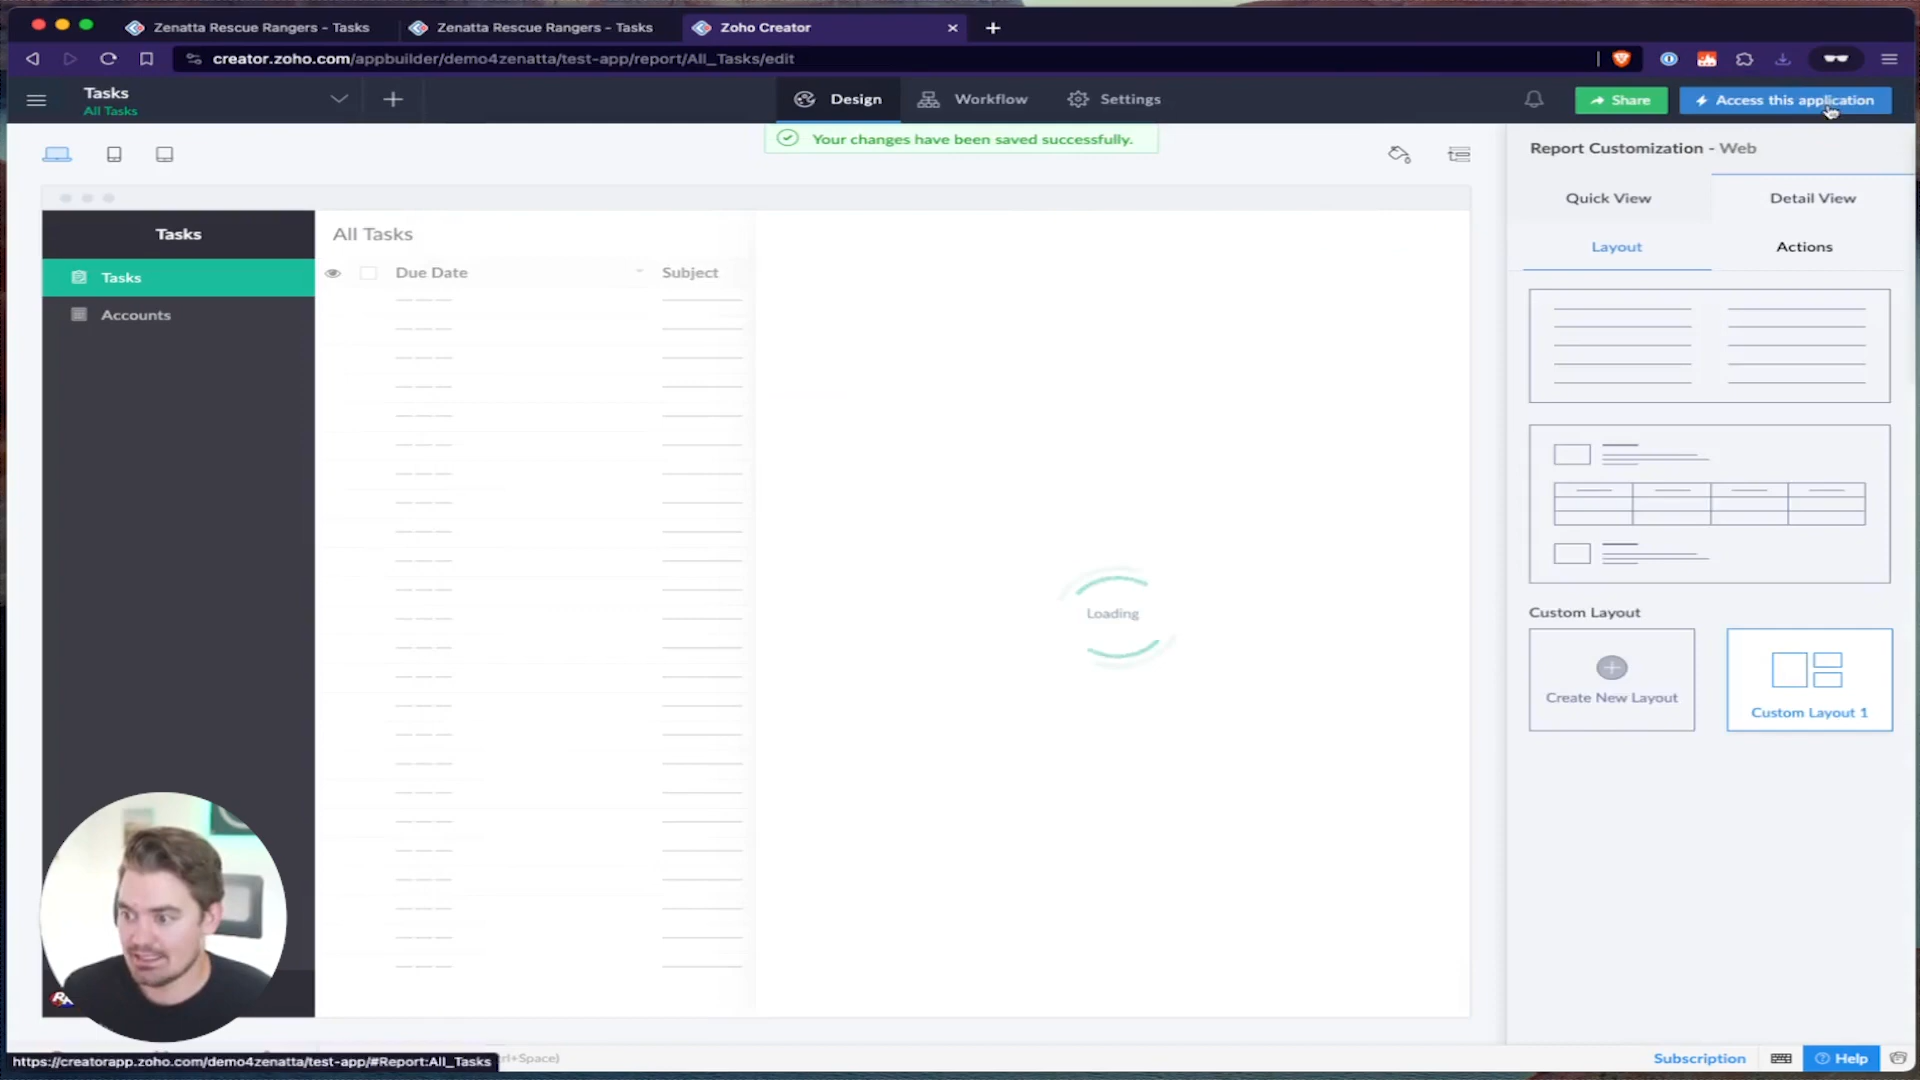 Zenatta Rescue Rangers - Tasks
Zenatta Rescue Rangers - Tasks
Zoho Creator
creator.zoho.com/appbuilder/demo4zenatta/test-app/report/All_Tasks/edit
Tasks
All Tasks
Design
Workflow
Settings
Share
Access this application
Your changes have been saved successfully.
Report Customization - Web
Quick View
Detail View
Layout
Actions
Tasks
Tasks
Accounts
All Tasks
Due Date
Subject
Loading
Custom Layout
Create New Layout
Custom Layout 1
https://creatorapp.zoho.com/demo4zenatta/test-app/#Report:All_Tasks
trl+Space)
Subscription
Help